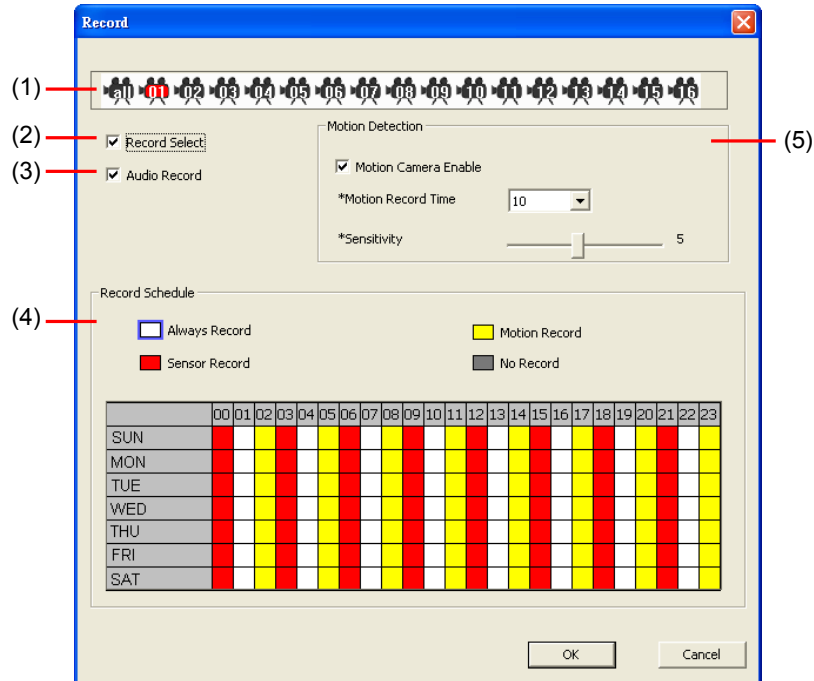 Record
(1)
all 01 02 03 04 05 06 07 08 09 10 11 12 13 14 15 16
(2)
Record Select
(3)
Audio Record
Motion Detection
(5)
Motion Camera Enable
*Motion Record Time 10
*Sensitivity 5
Record Schedule
(4)
Always Record Motion Record
Sensor Record No Record
00 01 02 03 04 05 06 07 08 09 10 11 12 13 14 15 16 17 18 19 20 21 22 23
SUN
MON
TUE
WED
THU
FRI
SAT
OK Cancel